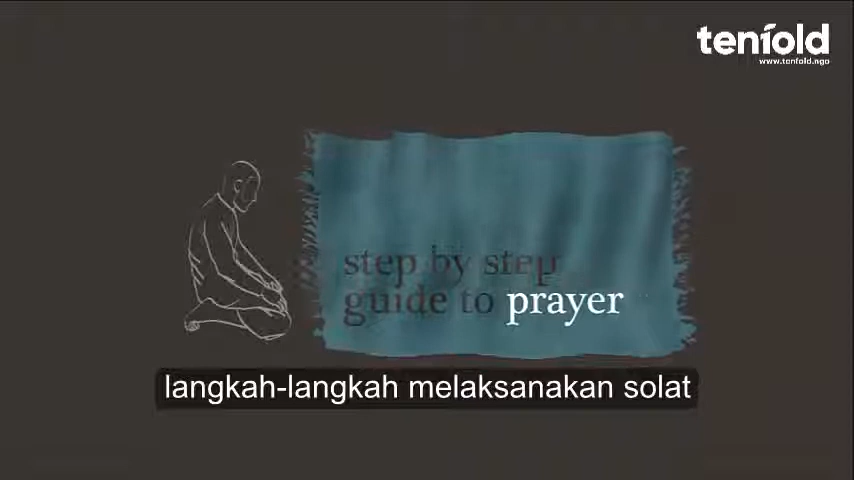 tenfold
www.tenfold.ngo
step by step
guide to prayer
langkah-langkah melaksanakan solat